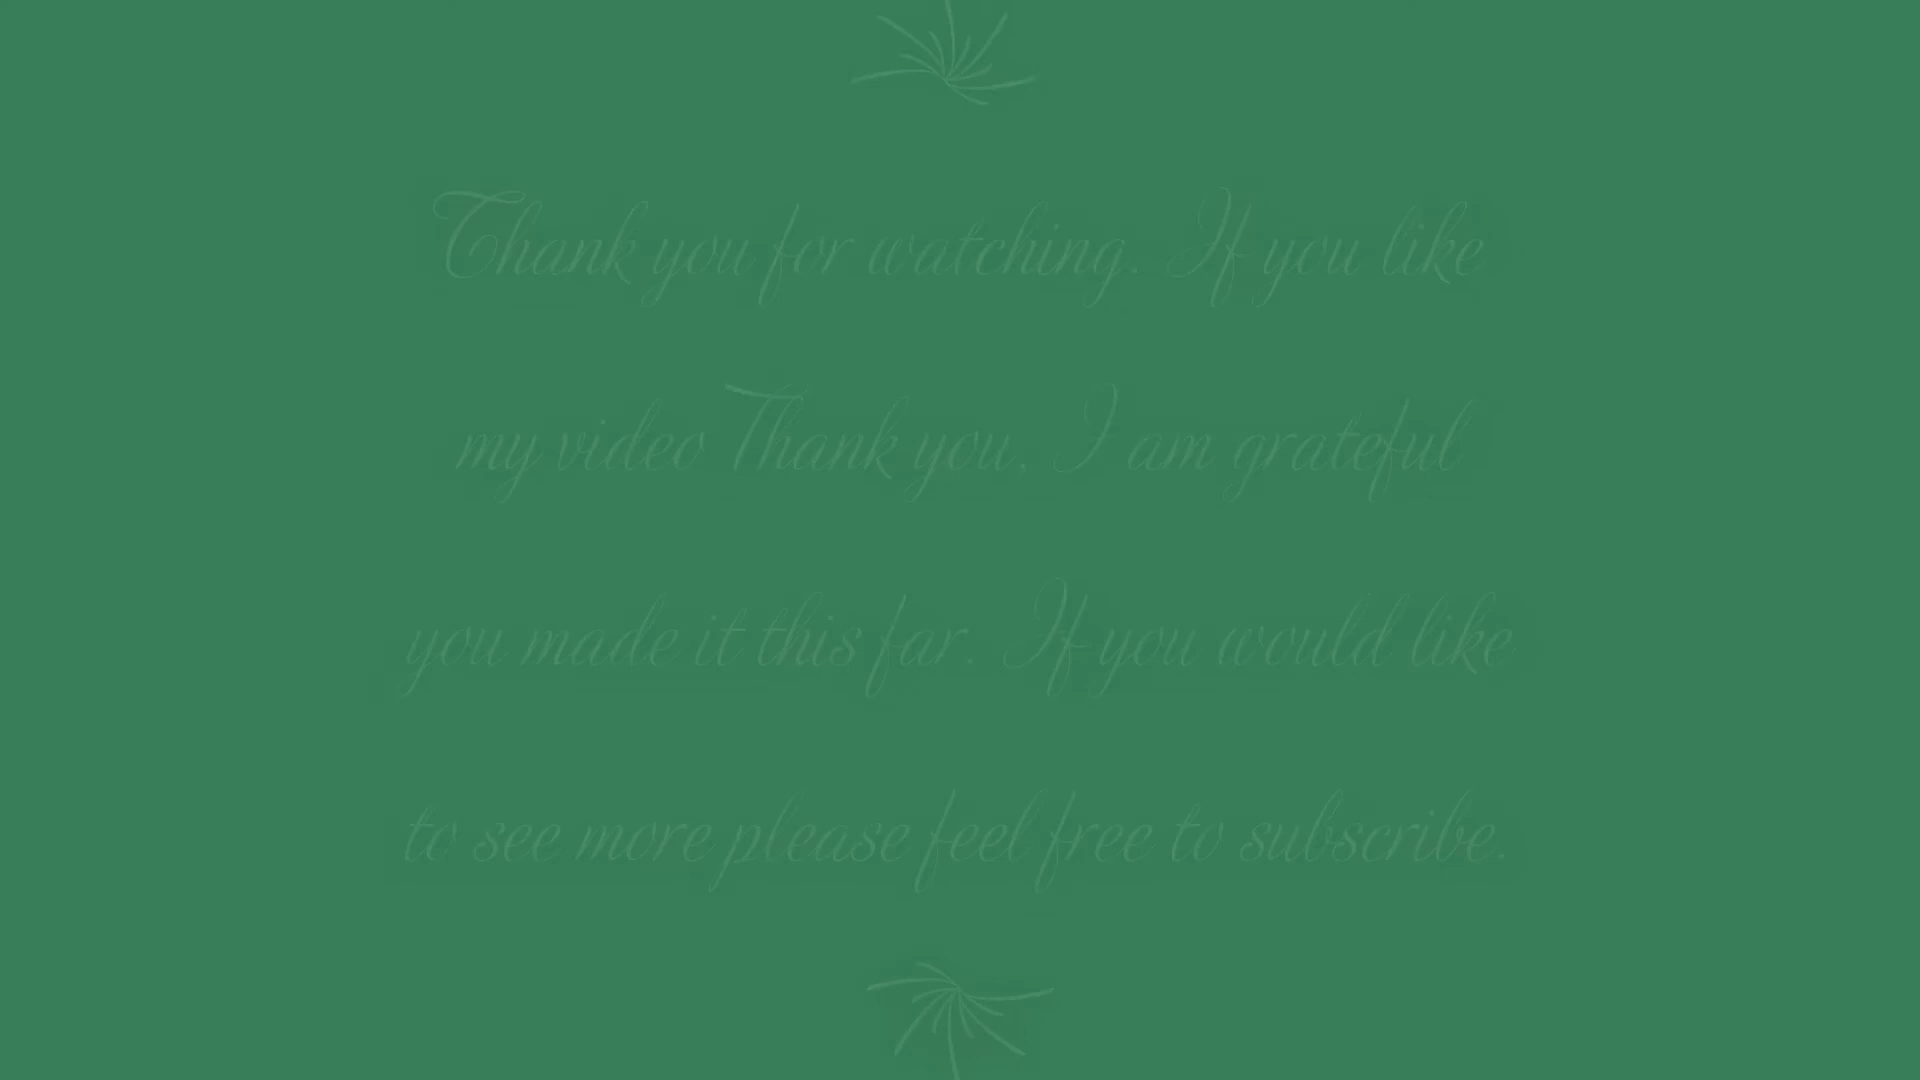 Thank you for watching. If you like
my video Thank you, I am grateful
you made it this far. If you would like
to see more please feel free to subscribe.